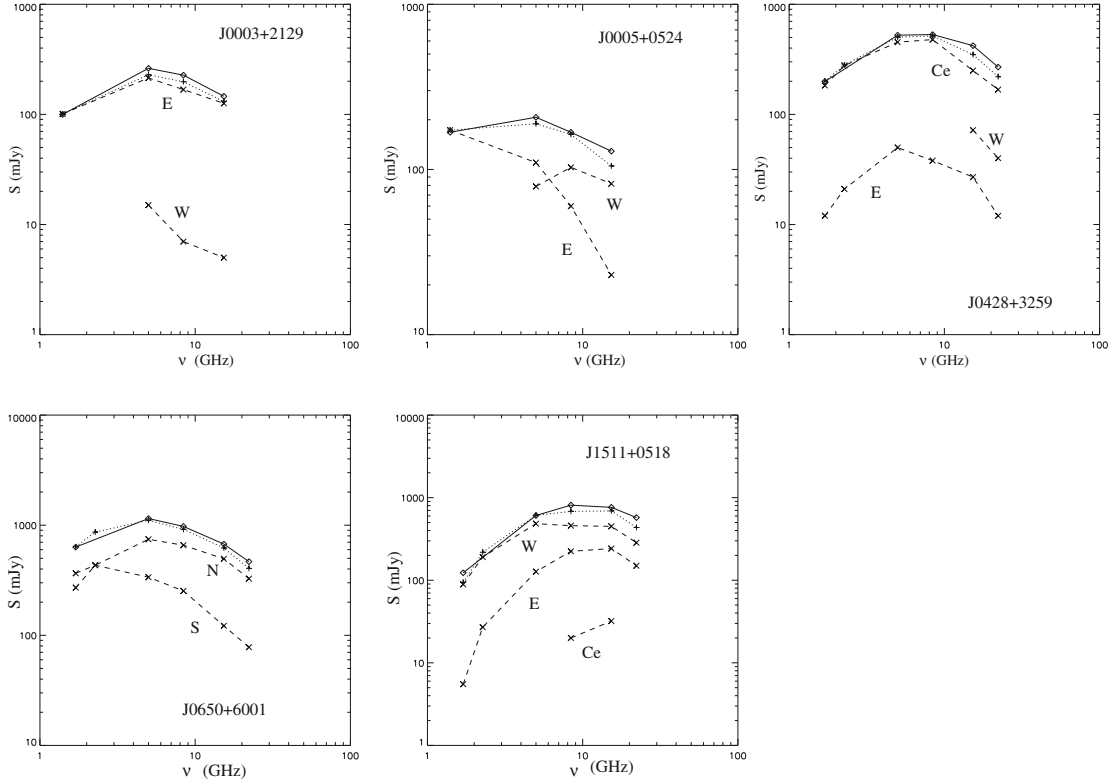 J0003+2129
1000
100
10
1
S (mJy)
E
W
1 10 100
ν (GHz)
J0005+0524
1000
100
10
S (mJy)
W
E
1 10 100
ν (GHz)
J0428+3259
1000
100
10
1
S (mJy)
Ce
W
E
1 10 100
ν (GHz)
J0650+6001
10000
1000
100
10
S (mJy)
N
S
1 10 100
ν (GHz)
J1511+0518
10000
1000
100
10
1
S (mJy)
W
E
Ce
1 10 100
ν (GHz)